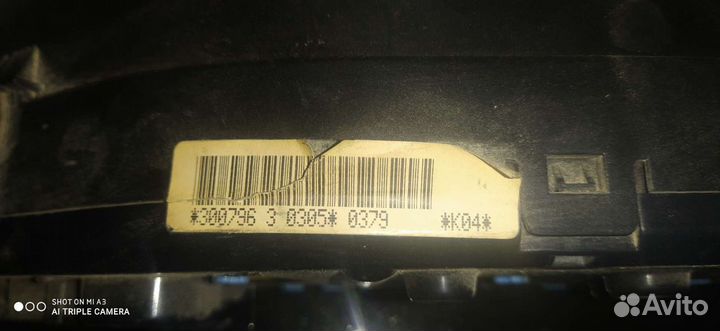 *300796 3 0305* 0379 *K04*
SHOT ON MI A3
AI TRIPLE CAMERA
Avito